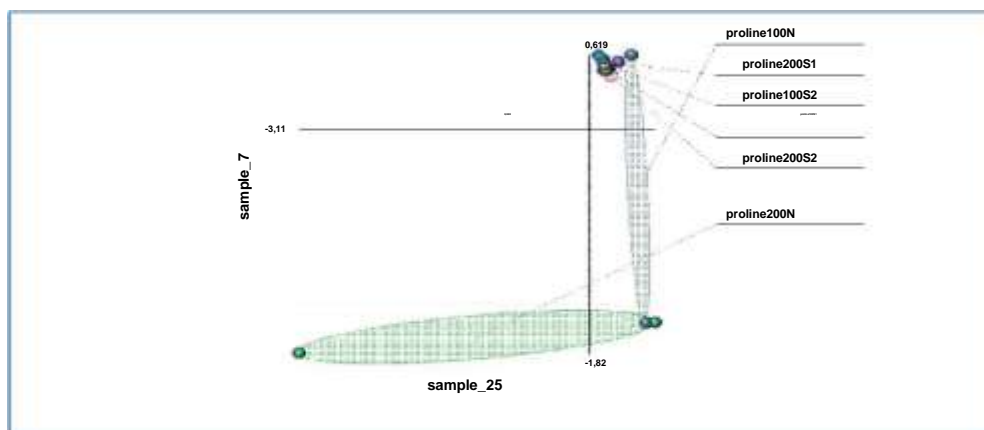 proline100N
0,619
proline200S1
proline100S2
-3,11
proline200S2
sample_7
proline200N
-1,82
sample_25